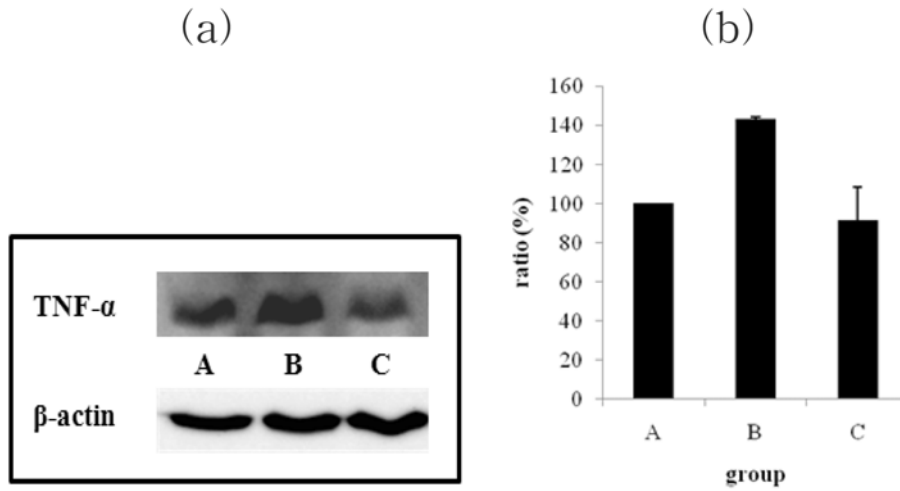 (a)
TNF-α
A B C
β-actin
(b)
160
140
120
100
80
60
40
20
0
ratio (%)
A B C
group